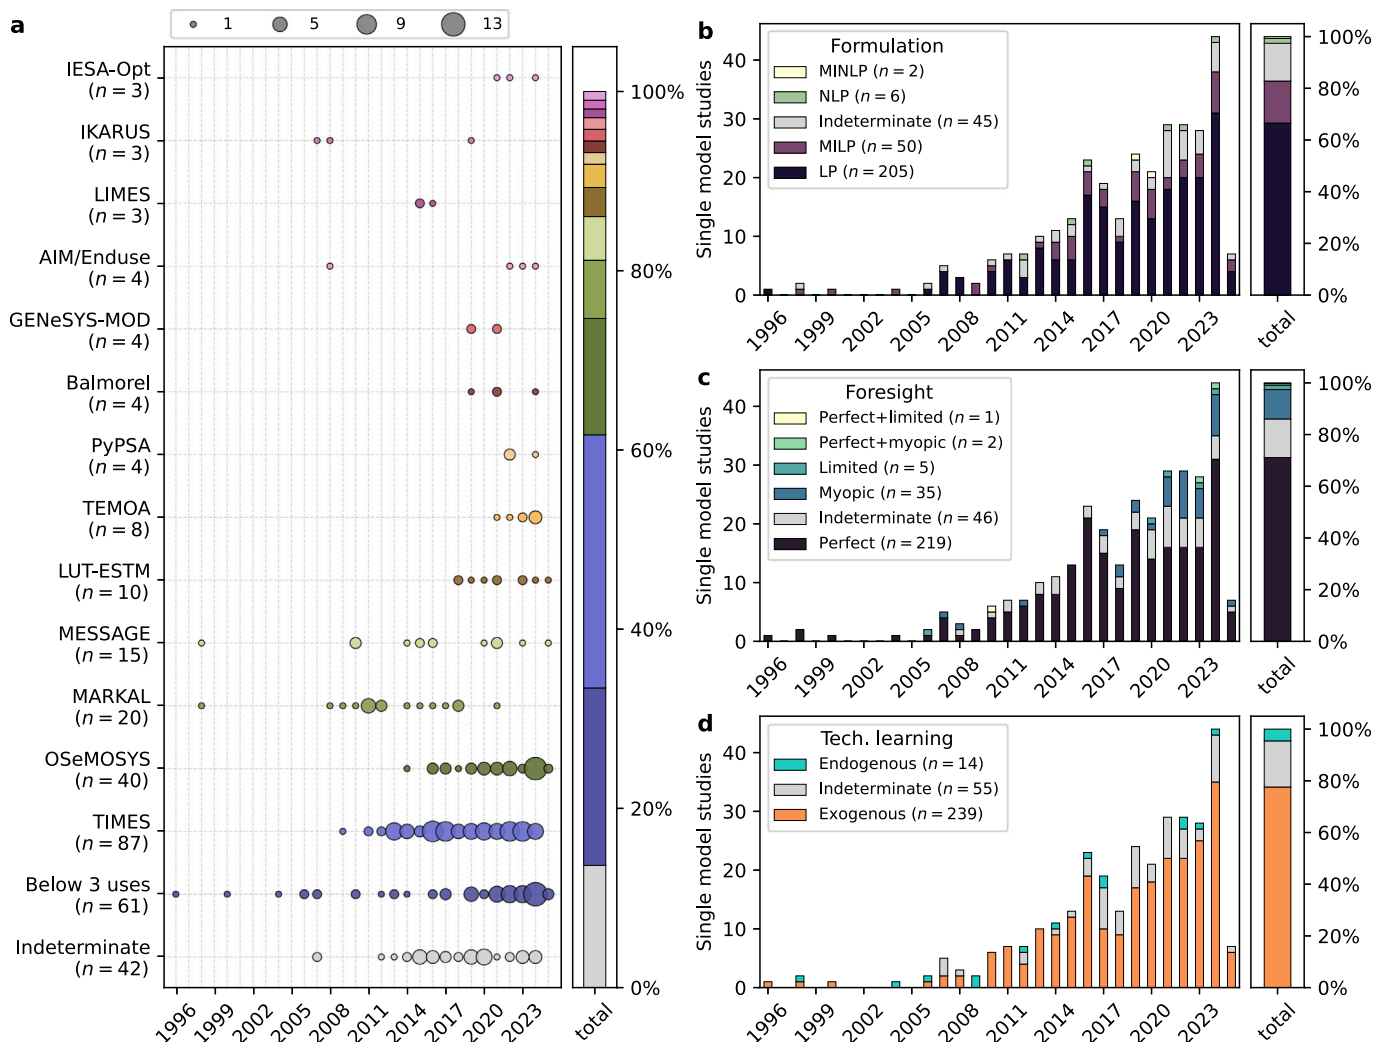 a
1 5 9 13
IESA-Opt
(n = 3)
IKARUS
(n = 3)
LIMES
(n = 3)
AIM/Enduse
(n = 4)
GENeSYS-MOD
(n = 4)
Balmorel
(n = 4)
PyPSA
(n = 4)
TEMOA
(n = 8)
LUT-ESTM
(n = 10)
MESSAGE
(n = 15)
MARKAL
(n = 20)
OSeMOSYS
(n = 40)
TIMES
(n = 87)
Below 3 uses
(n = 61)
Indeterminate
(n = 42)
1996 1999 2002 2005 2008 2011 2014 2017 2020 2023 total
100%
80%
60%
40%
20%
0%
b
Single model studies
40
30
20
10
0
Formulation
MINLP (n = 2)
NLP (n = 6)
Indeterminate (n = 45)
MILP (n = 50)
LP (n = 205)
1996 1999 2002 2005 2008 2011 2014 2017 2020 2023 total
100%
80%
60%
40%
20%
0%
c
Single model studies
40
30
20
10
0
Foresight
Perfect+limited (n = 1)
Perfect+myopic (n = 2)
Limited (n = 5)
Myopic (n = 35)
Indeterminate (n = 46)
Perfect (n = 219)
1996 1999 2002 2005 2008 2011 2014 2017 2020 2023 total
100%
80%
60%
40%
20%
0%
d
Single model studies
40
30
20
10
0
Tech. learning
Endogenous (n = 14)
Indeterminate (n = 55)
Exogenous (n = 239)
1996 1999 2002 2005 2008 2011 2014 2017 2020 2023 total
100%
80%
60%
40%
20%
0%